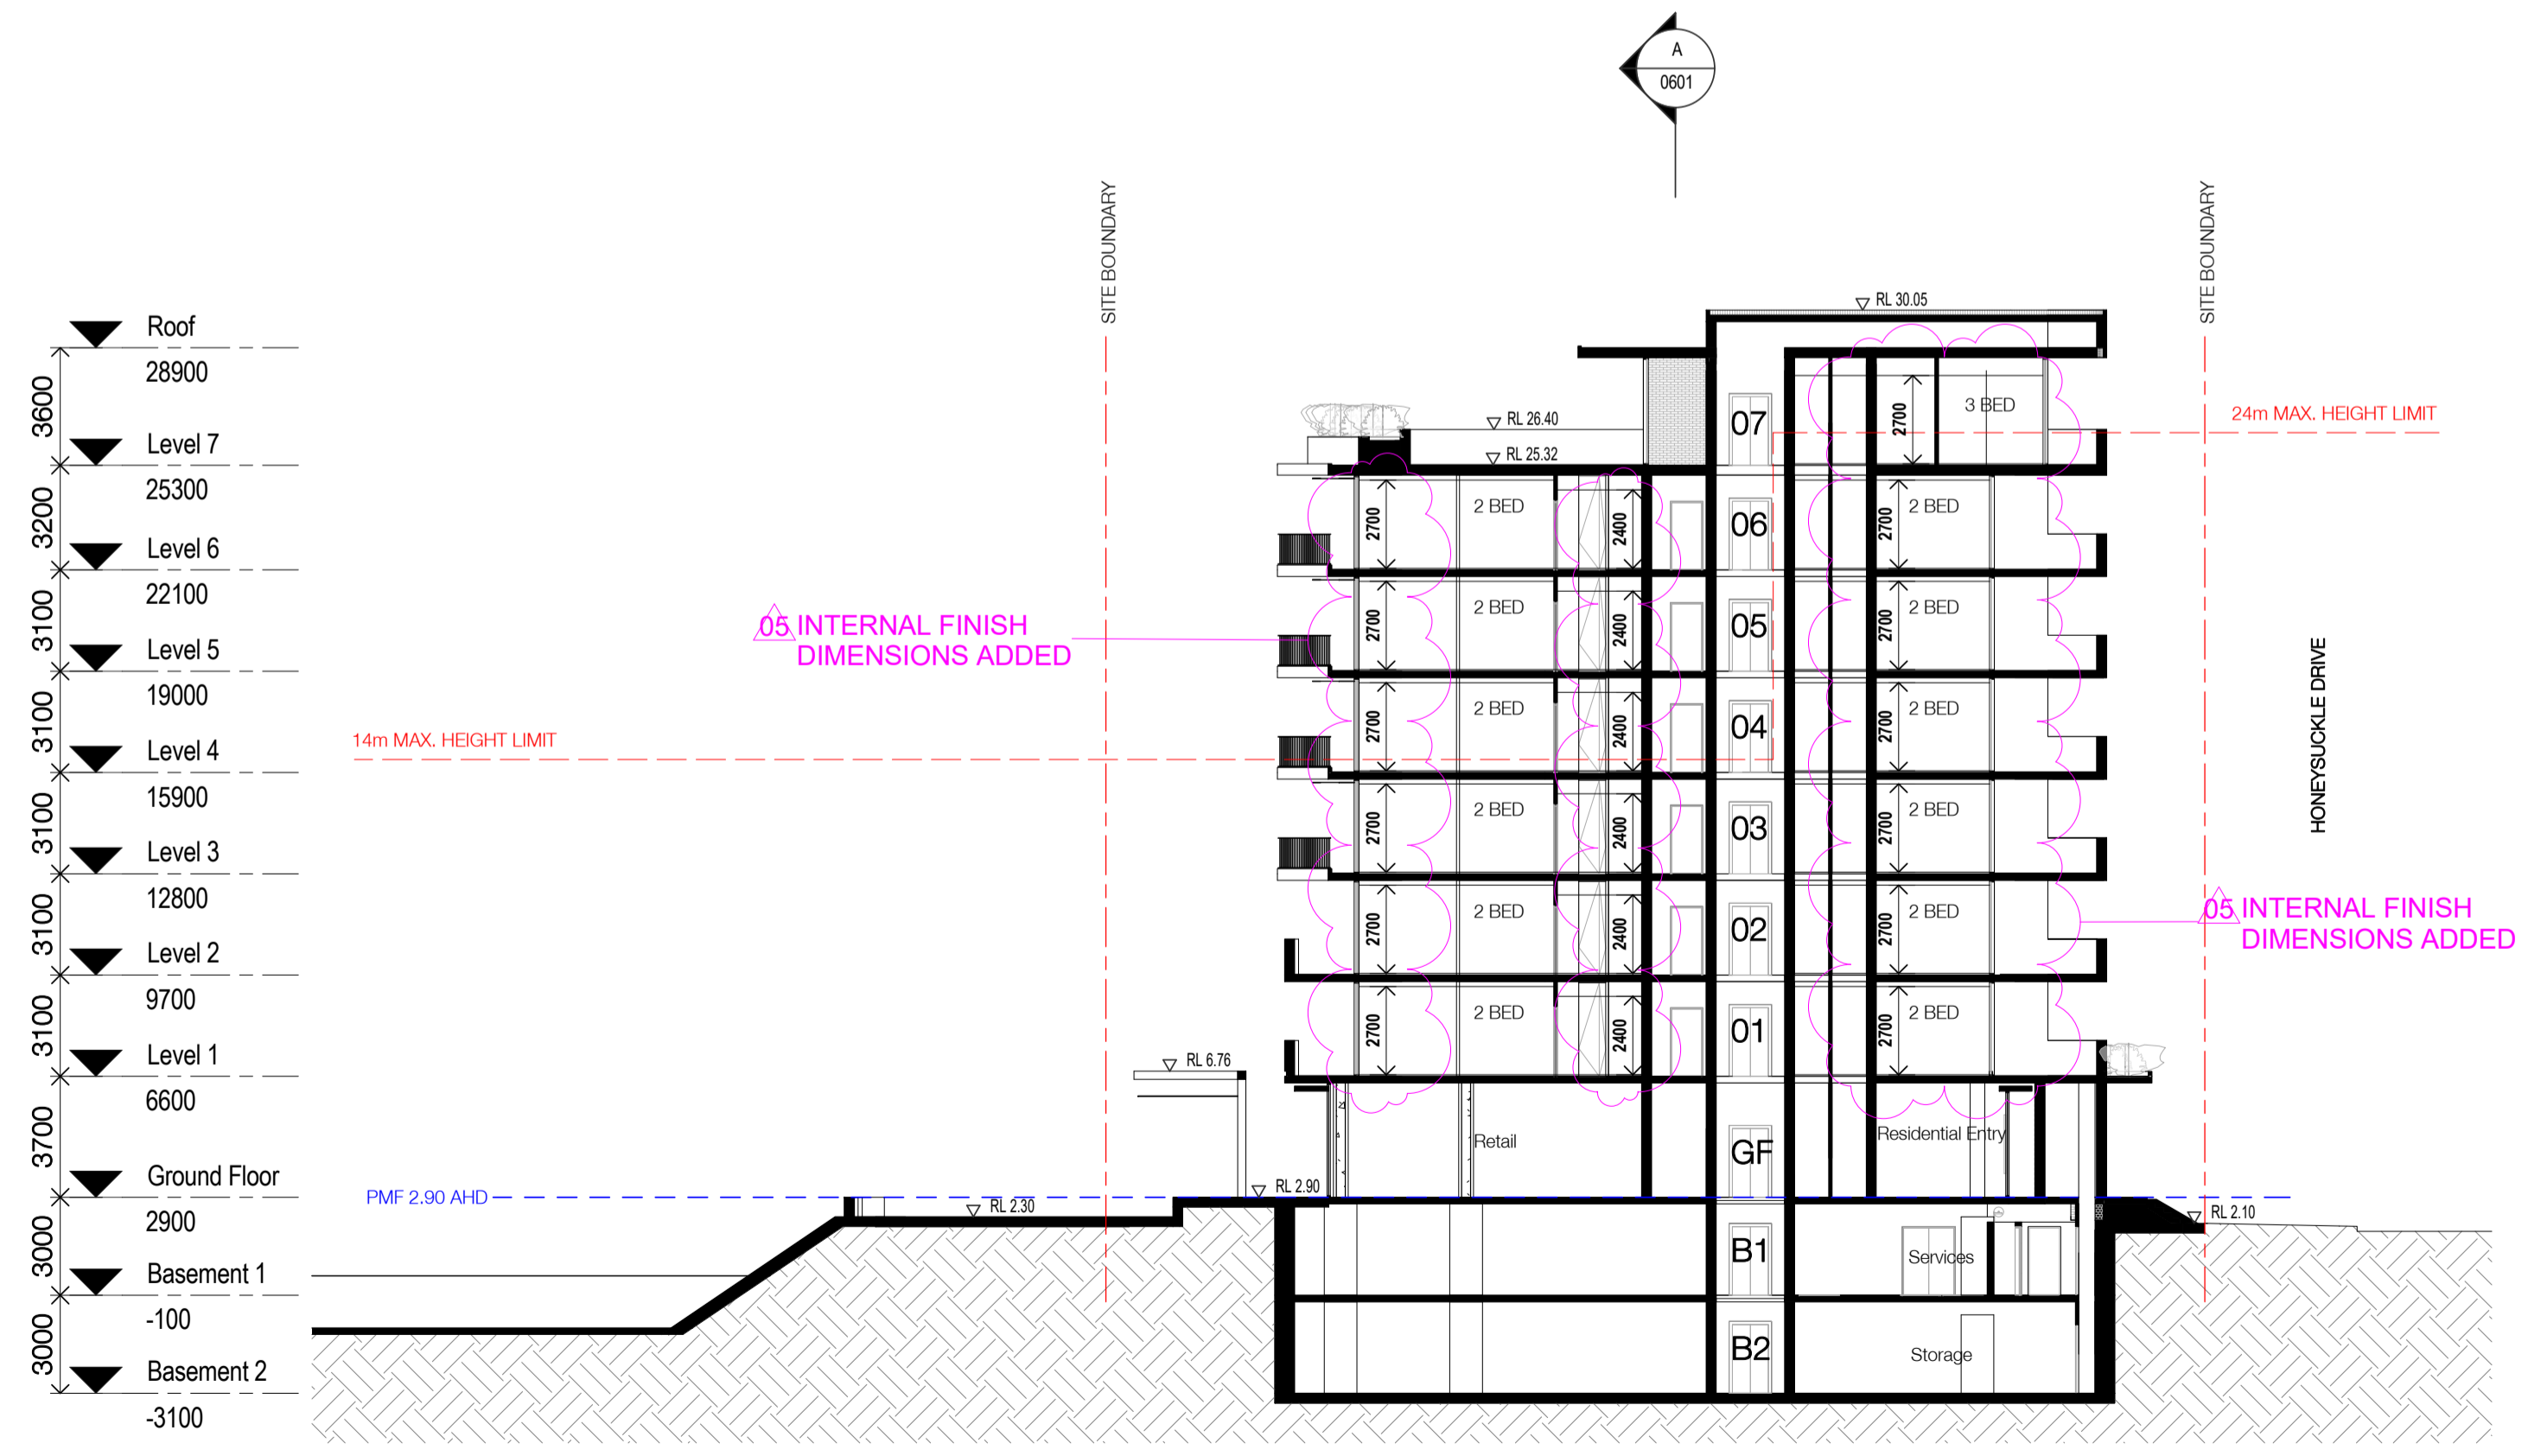 A
0601
SITE BOUNDARY
SITE BOUNDARY
RL 30.05
Roof
28900
3600
24m MAX. HEIGHT LIMIT
07
2700
3 BED
RL 26.40
RL 25.32
Level 7
25300
3200
2700
2 BED
2400
06
2700
2 BED
Level 6
22100
3100
2700
2 BED
2400
05
2700
2 BED
05 INTERNAL FINISH
DIMENSIONS ADDED
Level 5
19000
3100
2700
2 BED
2400
04
2700
2 BED
HONEYSUCKLE DRIVE
14m MAX. HEIGHT LIMIT
Level 4
15900
3100
2700
2 BED
2400
03
2700
2 BED
Level 3
12800
3100
2700
2 BED
2400
02
2700
2 BED
05 INTERNAL FINISH
DIMENSIONS ADDED
Level 2
9700
3100
2700
2 BED
2400
01
2700
2 BED
RL 6.76
Level 1
6600
3700
Retail
GF
Residential Entry
Ground Floor
2900
PMF 2.90 AHD
RL 2.30
RL 2.90
RL 2.10
3000
B1
Services
Basement 1
-100
3000
B2
Storage
Basement 2
-3100